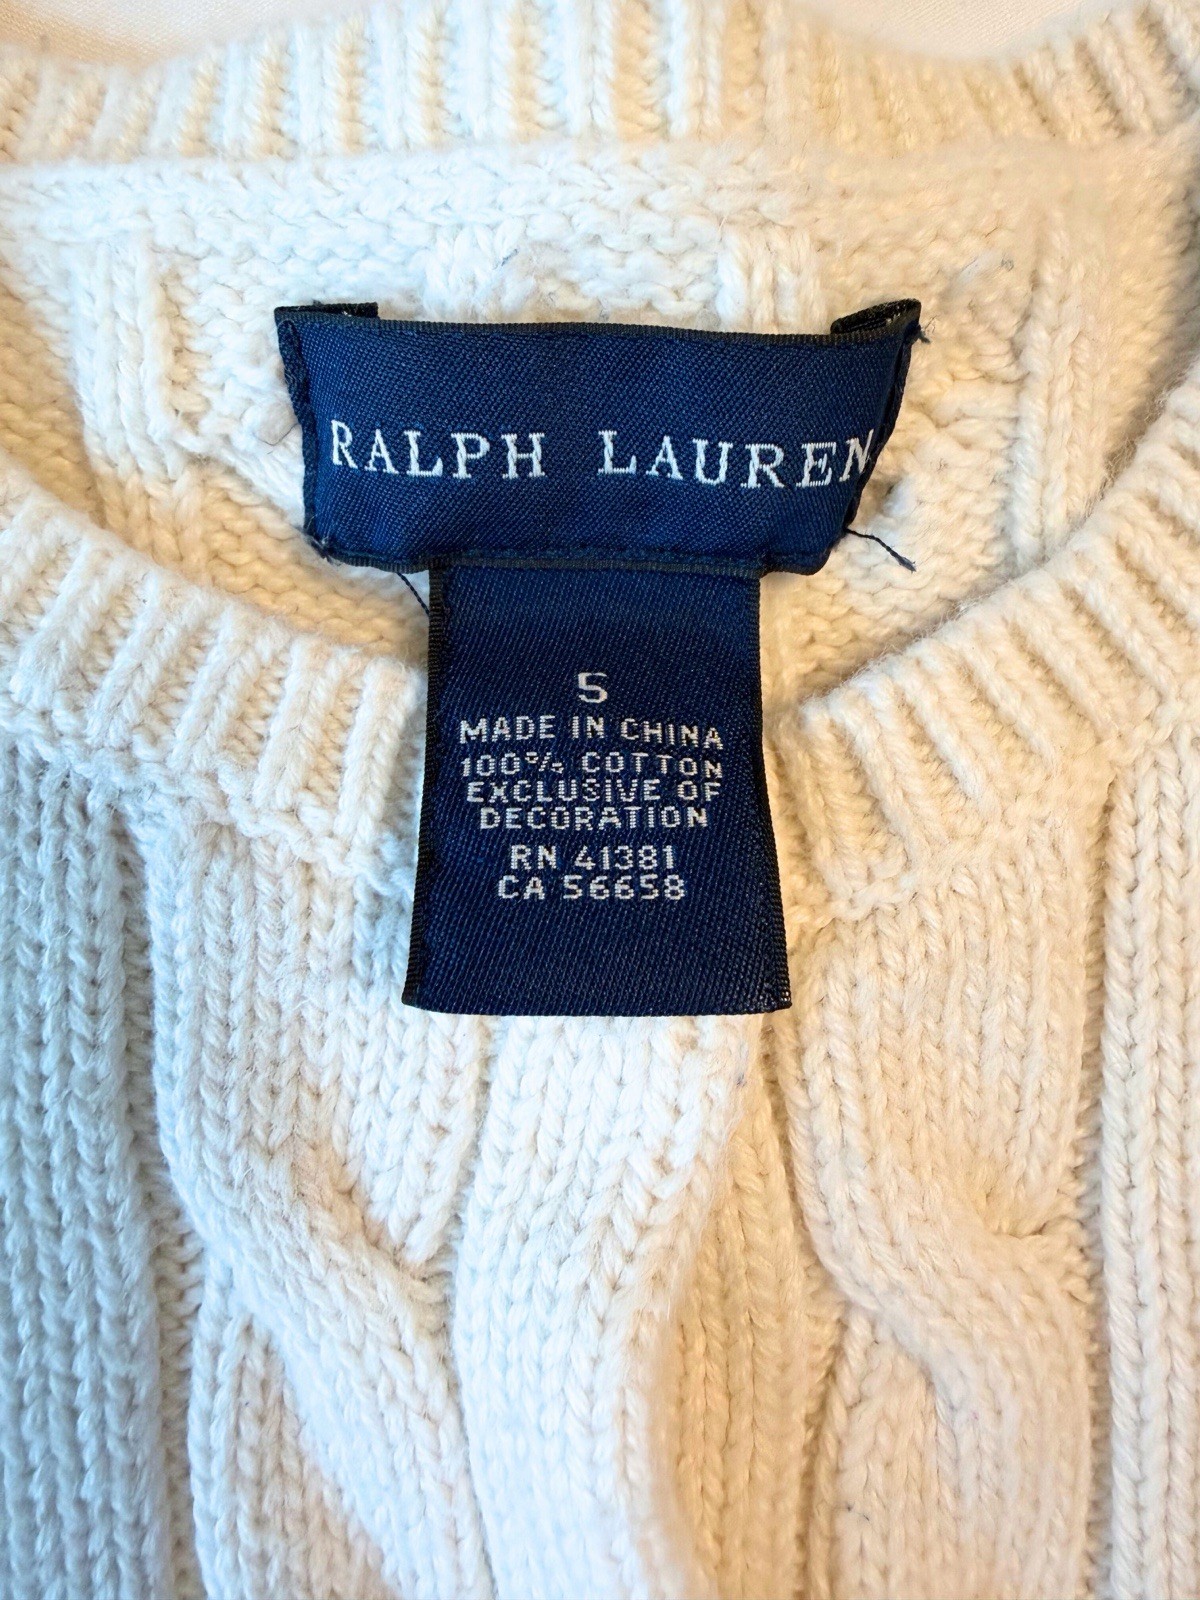 RALPH LAUREN
5
MADE IN CHINA
100% COTTON
EXCLUSIVE OF
DECORATION
RN 41381
CA 56658